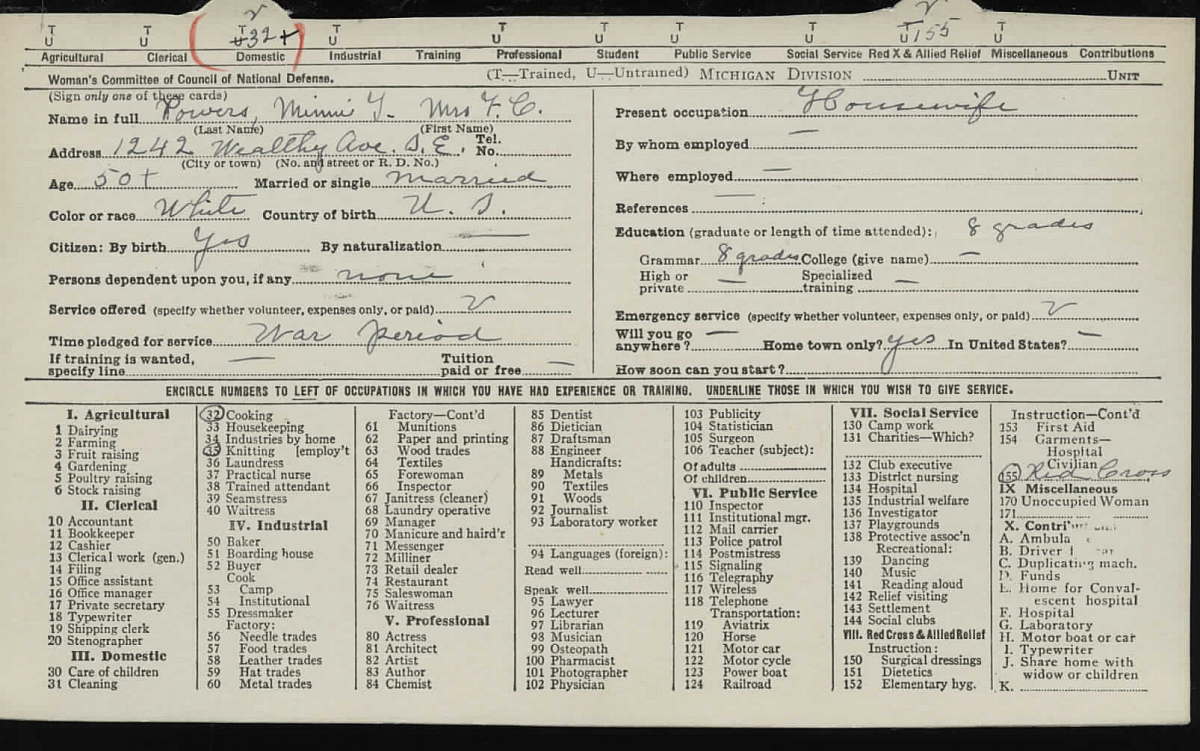 V V
T T T T T T T T T T155 T
U U U32+ U U U U U U
Agricultural Clerical Domestic Industrial Training Professional Student Public Service Social Service Red X & Allied Relief Miscellaneous Contributions
Woman's Committee of Council of National Defense. (T—Trained, U—Untrained) MICHIGAN DIVISION UNIT
(Sign only one of these cards)
Name in full Powers, Minnie Mrs F. C.
(Last Name) (First Name)
Address 1242 Wealthy Ave. S. E. Tel. No.
(City or town) (No. and street or R. D. No.)
Age 50+ Married or single married
Color or race White Country of birth U. S.
Citizen: By birth Yes By naturalization —
Persons dependent upon you, if any none
Service offered (specify whether volunteer, expenses only, or paid) V
Time pledged for service War period
If training is wanted, specify line — Tuition paid or free —
Present occupation Housewife
By whom employed —
Where employed —
References —
Education (graduate or length of time attended): 8 grades
Grammar 8 grades College (give name) —
High or private — Specialized training —
Emergency service (specify whether volunteer, expenses only, or paid) V
Will you go anywhere? — Home town only? yes In United States? —
How soon can you start?
ENCIRCLE NUMBERS TO LEFT OF OCCUPATIONS IN WHICH YOU HAVE HAD EXPERIENCE OR TRAINING. UNDERLINE THOSE IN WHICH YOU WISH TO GIVE SERVICE.
I. Agricultural
1 Dairying
2 Farming
3 Fruit raising
4 Gardening
5 Poultry raising
6 Stock raising
II. Clerical
10 Accountant
11 Bookkeeper
12 Cashier
13 Clerical work (gen.)
14 Filing
15 Office assistant
16 Office manager
17 Private secretary
18 Typewriter
19 Shipping clerk
20 Stenographer
III. Domestic
30 Care of children
31 Cleaning
32 Cooking
33 Housekeeping
34 Industries by home
35 Knitting [employ't
36 Laundress
37 Practical nurse
38 Trained attendant
39 Seamstress
40 Waitress
IV. Industrial
50 Baker
51 Boarding house
52 Buyer
Cook
53 Camp
54 Institutional
55 Dressmaker
Factory:
56 Needle trades
57 Food trades
58 Leather trades
59 Hat trades
60 Metal trades
Factory—Cont'd
61 Munitions
62 Paper and printing
63 Wood trades
64 Textiles
65 Forewoman
66 Inspector
67 Janitress (cleaner)
68 Laundry operative
69 Manager
70 Manicure and haird'r
71 Messenger
72 Milliner
73 Retail dealer
74 Restaurant
75 Saleswoman
76 Waitress
V. Professional
80 Actress
81 Architect
82 Artist
83 Author
84 Chemist
85 Dentist
86 Dietician
87 Draftsman
88 Engineer
Handicrafts:
89 Metals
90 Textiles
91 Woods
92 Journalist
93 Laboratory worker
94 Languages (foreign):
Read well
Speak well
95 Lawyer
96 Lecturer
97 Librarian
98 Musician
99 Osteopath
100 Pharmacist
101 Photographer
102 Physician
103 Publicity
104 Statistician
105 Surgeon
106 Teacher (subject):
Of adults
Of children
VI. Public Service
110 Inspector
111 Institutional mgr.
112 Mail carrier
113 Police patrol
114 Postmistress
115 Signaling
116 Telegraphy
117 Wireless
118 Telephone
Transportation:
119 Aviatrix
120 Horse
121 Motor car
122 Motor cycle
123 Power boat
124 Railroad
VII. Social Service
130 Camp work
131 Charities—Which?
132 Club executive
133 District nursing
134 Hospital
135 Industrial welfare
136 Investigator
137 Playgrounds
138 Protective assoc'n
Recreational:
139 Dancing
140 Music
141 Reading aloud
142 Relief visiting
143 Settlement
144 Social clubs
VIII. Red Cross & Allied Relief
Instruction:
150 Surgical dressings
151 Dietetics
152 Elementary hyg.
Instruction—Cont'd
153 First Aid
154 Garments—
Hospital
Civilian
155 Red Cross
IX Miscellaneous
170 Unoccupied Woman
171
X. Contri
A. Ambula
B. Driver
C. Duplicating mach.
D. Funds
E. Home for Conval-
escent hospital
F. Hospital
G. Laboratory
H. Motor boat or car
I. Typewriter
J. Share home with
widow or children
K.